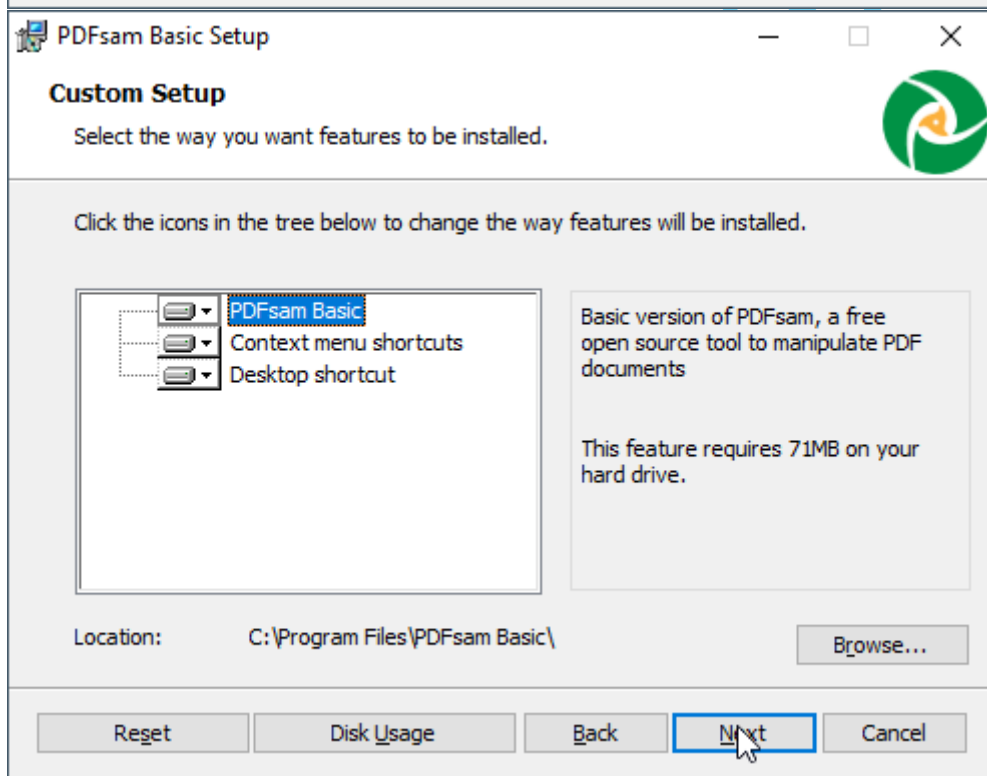 PDFsam Basic Setup
Custom Setup
Select the way you want features to be installed.
Click the icons in the tree below to change the way features will be installed.
PDFsam Basic
Context menu shortcuts
Desktop shortcut
Basic version of PDFsam, a free
open source tool to manipulate PDF
documents
This feature requires 71MB on your
hard drive.
Location: C:\Program Files\PDFsam Basic\
Browse...
Reset Disk Usage Back Next Cancel